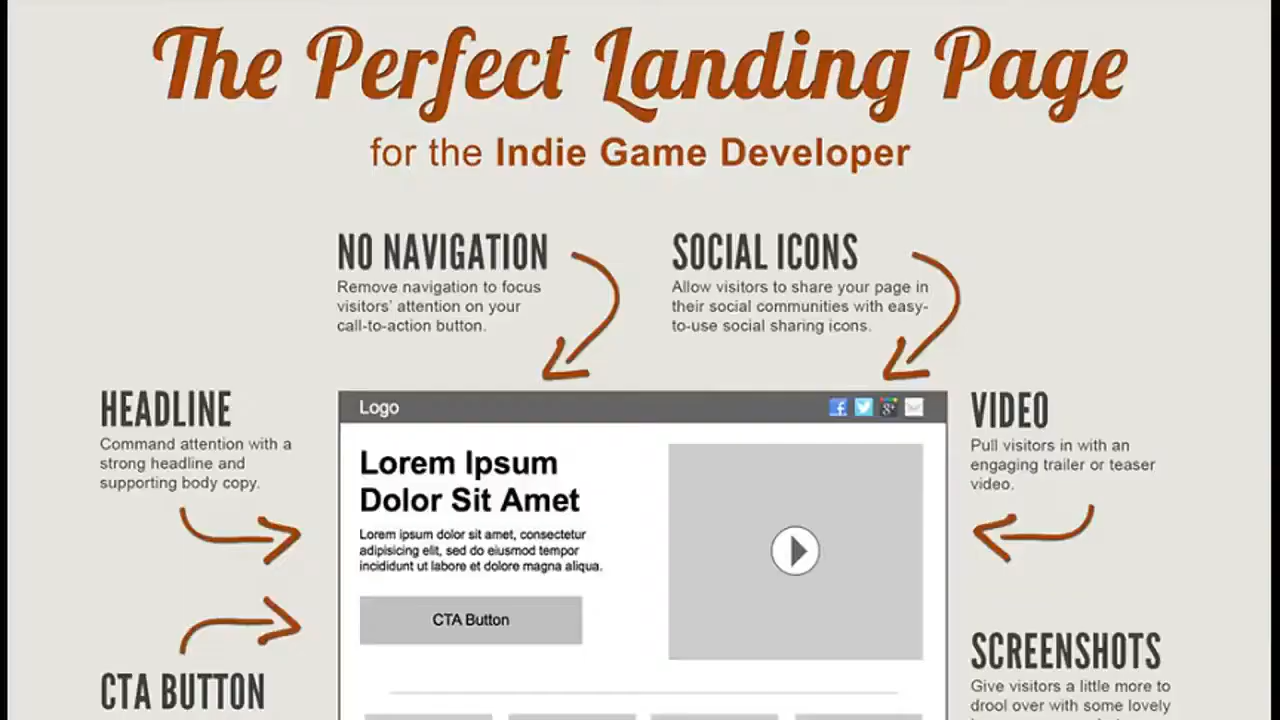 The Perfect Landing Page
for the Indie Game Developer
NO NAVIGATION
Remove navigation to focus
visitors' attention on your
call-to-action button.
SOCIAL ICONS
Allow visitors to share your page in
their social communities with easy-
to-use social sharing icons.
HEADLINE
Command attention with a
strong headline and
supporting body copy.
Logo
f
g+
VIDEO
Pull visitors in with an
engaging trailer or teaser
video.
Lorem Ipsum
Dolor Sit Amet
Lorem ipsum dolor sit amet, consectetur
adipisicing elit, sed do eiusmod tempor
incididunt ut labore et dolore magna aliqua.
CTA Button
CTA BUTTON
SCREENSHOTS
Give visitors a little more to
drool over with some lovely